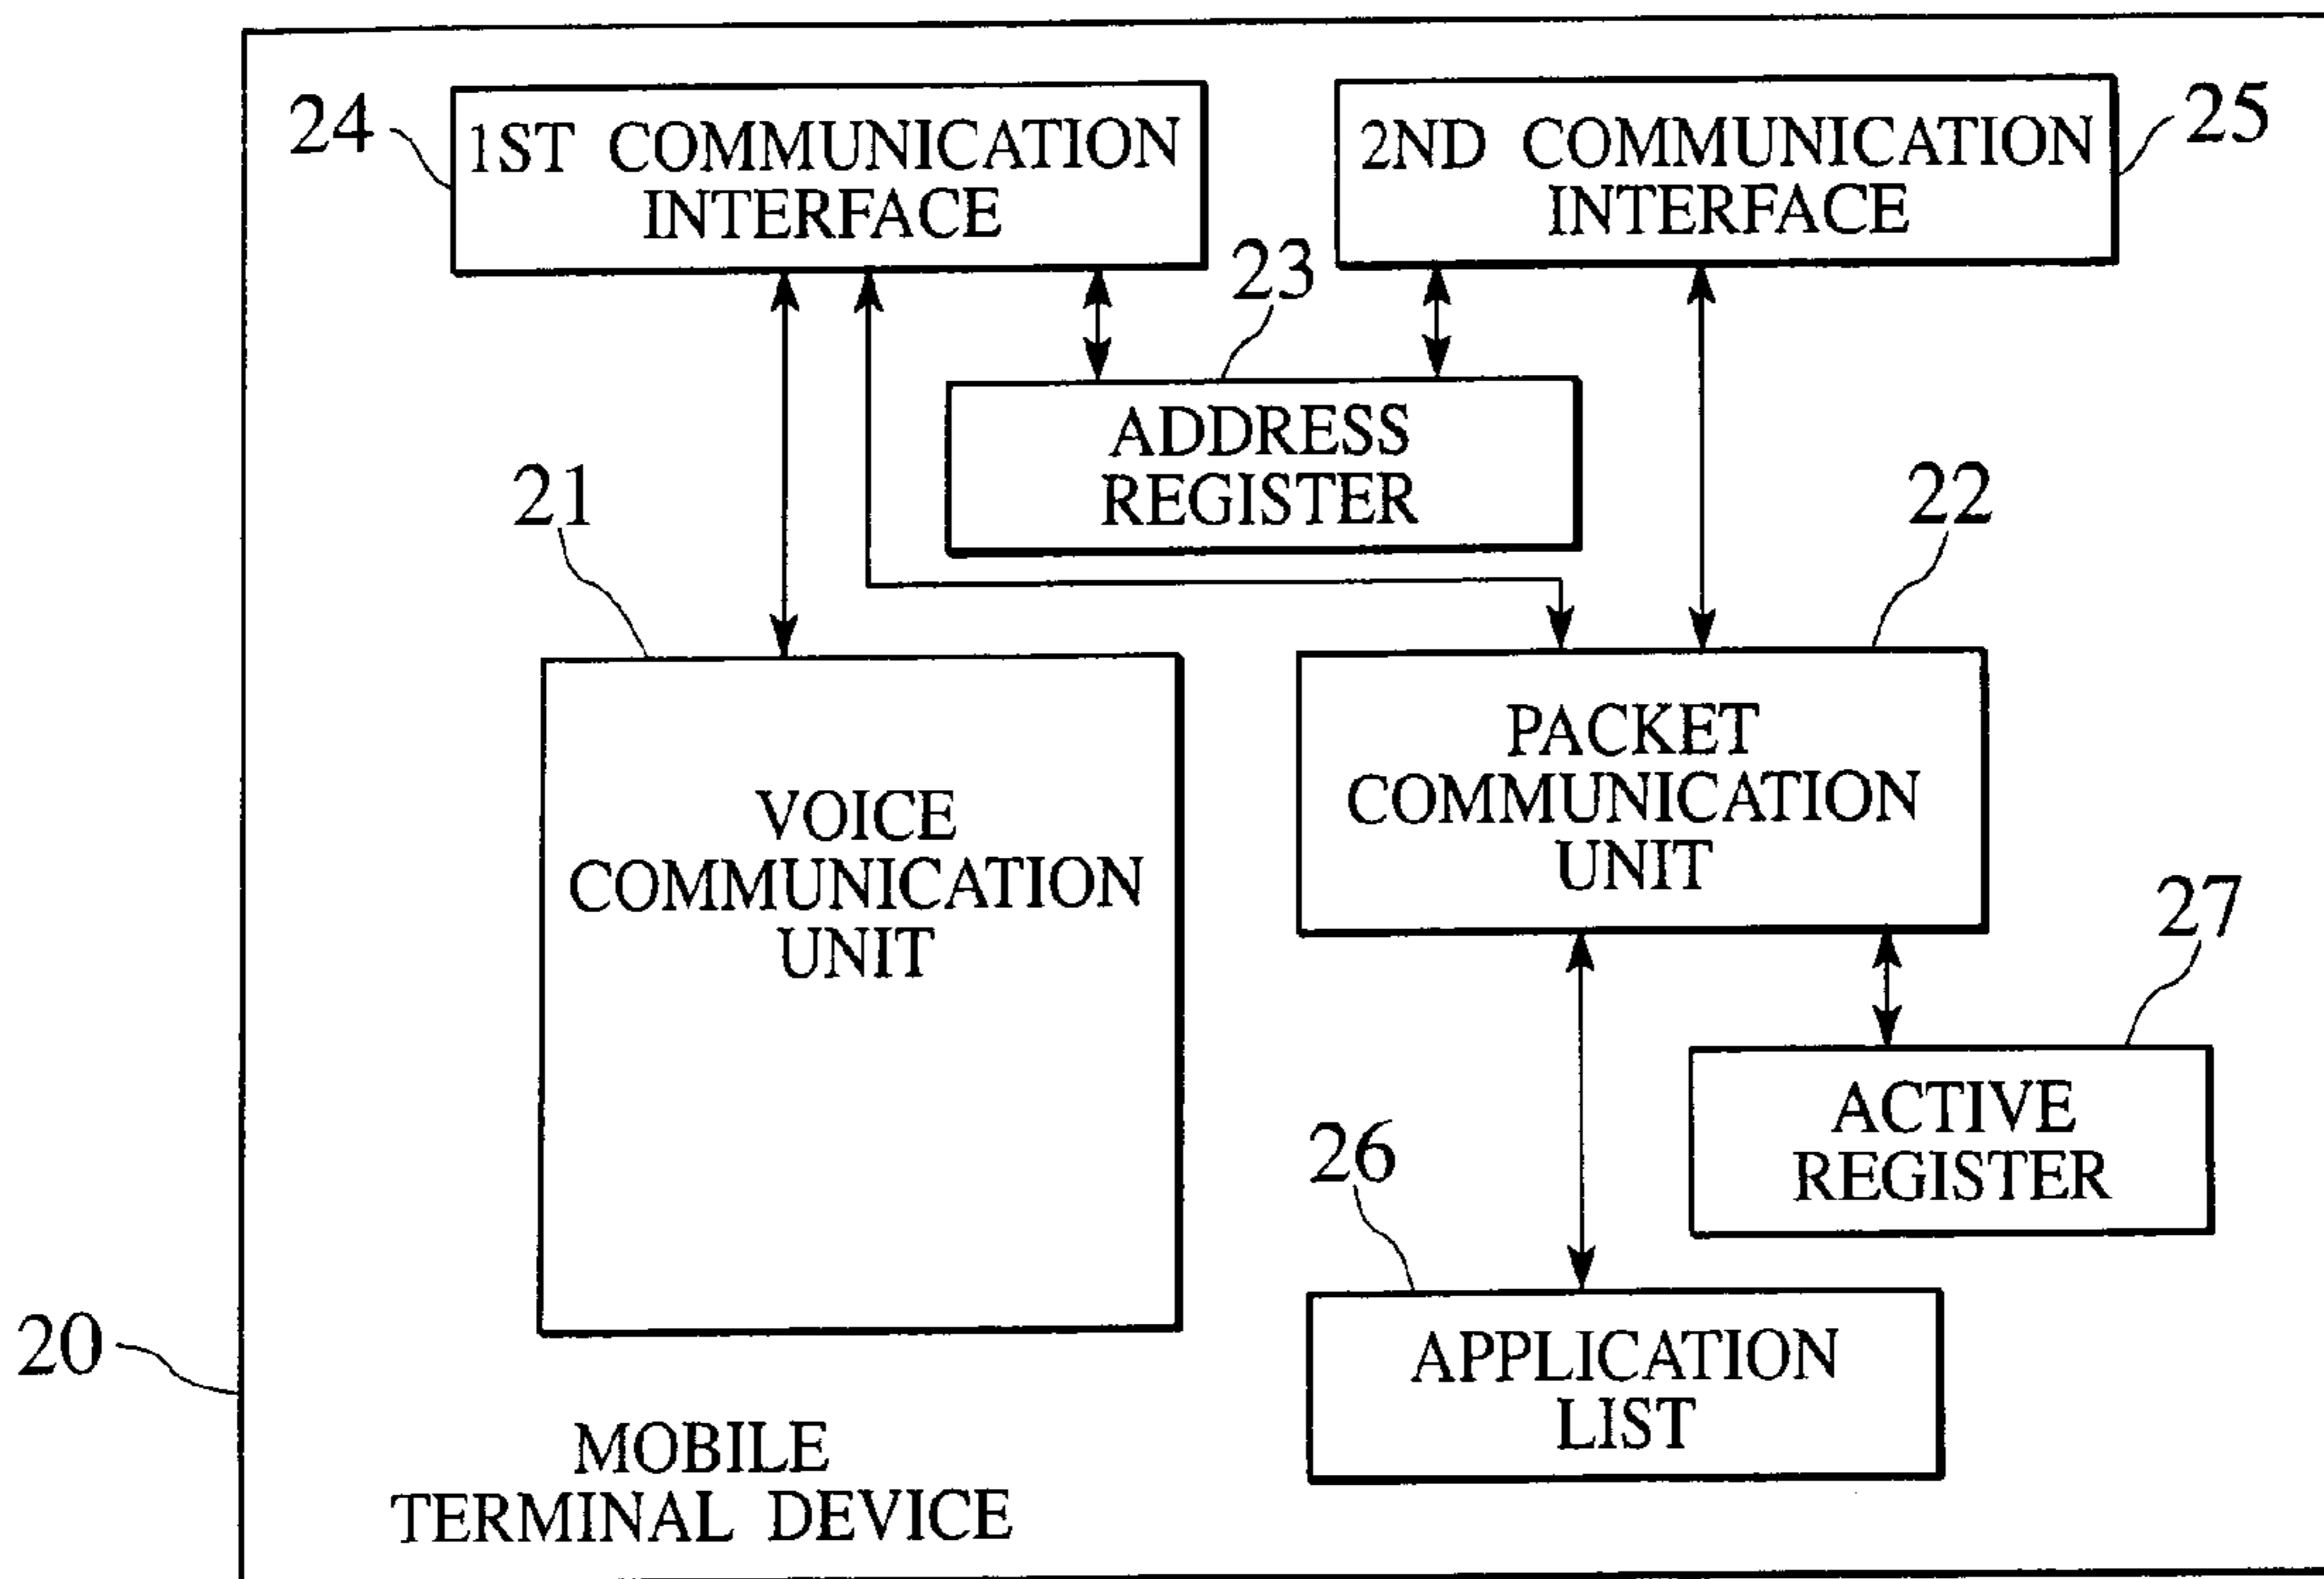 24
1ST COMMUNICATION
INTERFACE
2ND COMMUNICATION
INTERFACE
25
23
ADDRESS
REGISTER
21
22
VOICE
COMMUNICATION
UNIT
PACKET
COMMUNICATION
UNIT
27
ACTIVE
REGISTER
26
APPLICATION
LIST
20
MOBILE
TERMINAL DEVICE